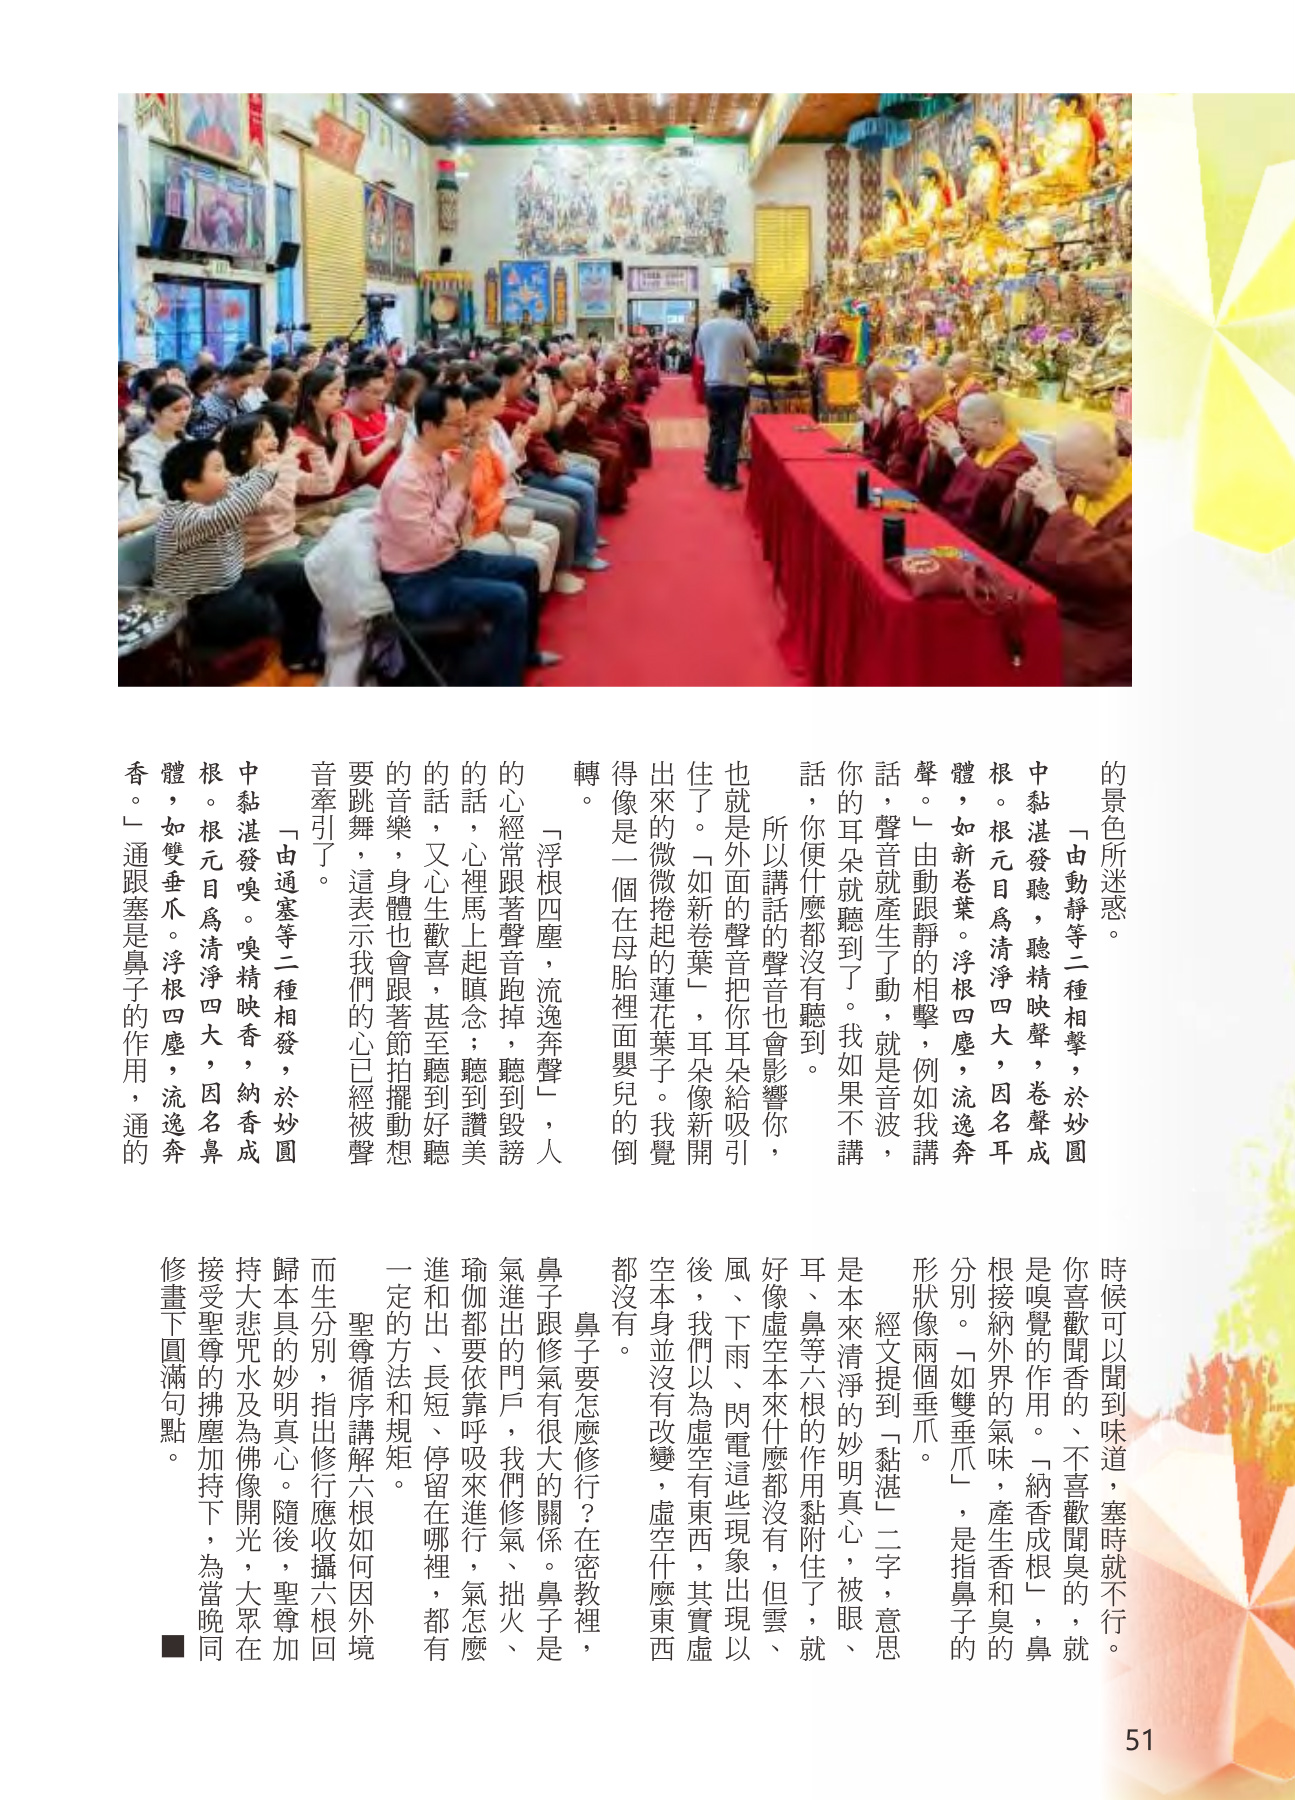 的景色所迷惑。
「由動靜等二種相擊，於妙圓
中黏湛發聽，聽精映聲，卷聲成
根。根元目為清淨四大，因名耳
體，如新卷葉。浮根四塵，流逸奔
聲。」由動跟靜的相擊，例如我講
話，聲音就產生了動，就是音波，
你的耳朵就聽到了。我如果不講
話，你便什麼都沒有聽到。
所以講話的聲音也會影響你，
也就是外面的聲音把你耳朵給吸引
住了。「如新卷葉」，耳朵像新開
出來的微微捲起的蓮花葉子。我覺
得像是一個在母胎裡面嬰兒的倒
轉。
「浮根四塵，流逸奔聲」，人
的心經常跟著聲音跑掉，聽到毀謗
的話，心裡馬上起瞋念；聽到讚美
的話，又心生歡喜，甚至聽到好聽
的音樂，身體也會跟著節拍擺動想
要跳舞，這表示我們的心已經被聲
音牽引了。
「由通塞等二種相發，於妙圓
中黏湛發嗅。嗅精映香，納香成
根。根元目為清淨四大，因名鼻
體，如雙垂爪。浮根四塵，流逸奔
香。」通跟塞是鼻子的作用，通的
時候可以聞到味道，塞時就不行。
你喜歡聞香的、不喜歡聞臭的，就
是嗅覺的作用。「納香成根」，鼻
根接納外界的氣味，產生香和臭的
分別。「如雙垂爪」，是指鼻子的
形狀像兩個垂爪。
經文提到「黏湛」二字，意思
是本來清淨的妙明真心，被眼、
耳、鼻等六根的作用黏附住了，就
好像虛空本來什麼都沒有，但雲、
風、下雨、閃電這些現象出現以
後，我們以為虛空有東西，其實虛
空本身並沒有改變，虛空什麼東西
都沒有。
鼻子要怎麼修行？在密教裡，
鼻子跟修氣有很大的關係。鼻子是
氣進出的門戶，我們修氣、拙火、
瑜伽都要依靠呼吸來進行，氣怎麼
進和出、長短、停留在哪裡，都有
一定的方法和規矩。
聖尊循序講解六根如何因外境
而生分別，指出修行應收攝六根回
歸本具的妙明真心。隨後，聖尊加
持大悲咒水及為佛像開光，大眾在
接受聖尊的拂塵加持下，為當晚同
修畫下圓滿句點。 ■
51